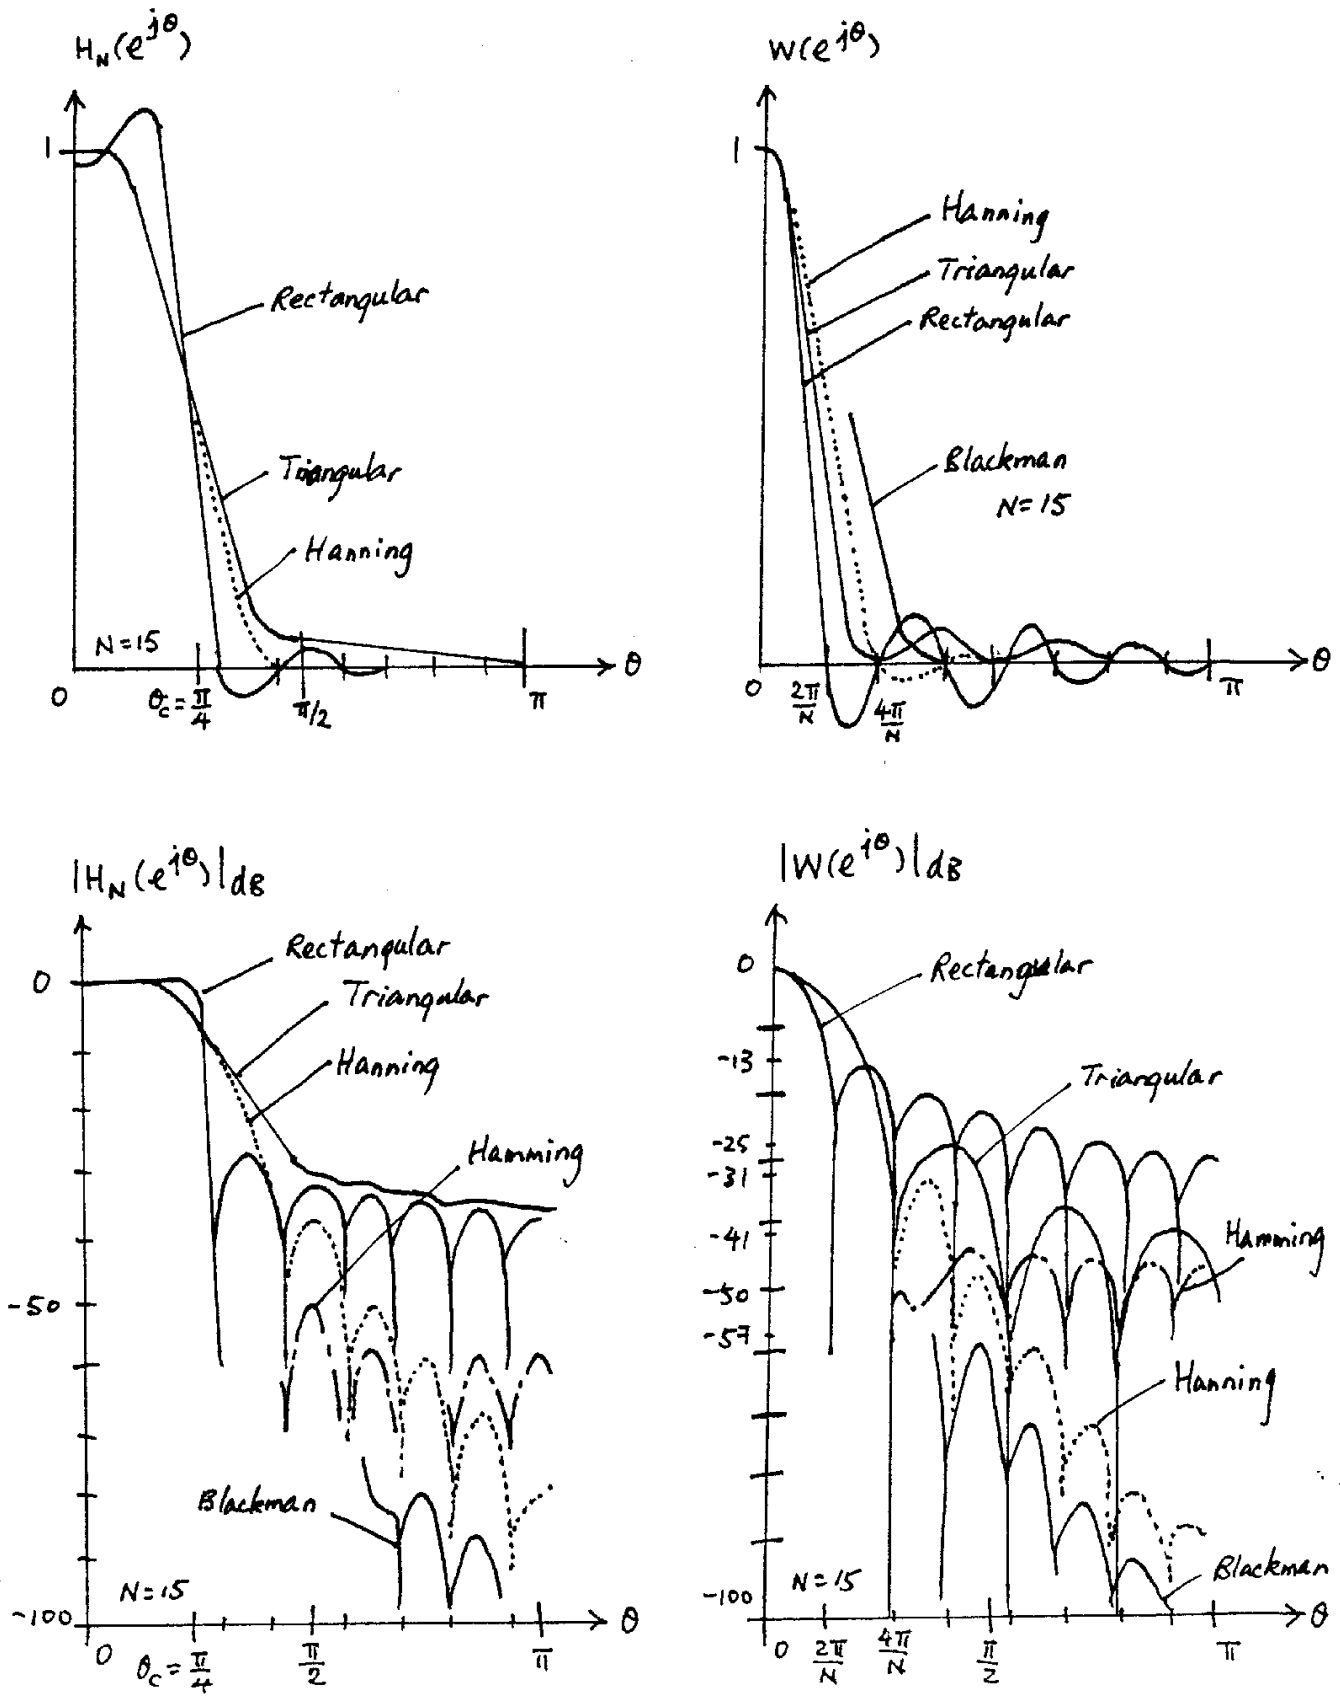 H_N(e^{jθ})
1
Rectangular
Triangular
Hanning
N=15
0
θ_c = π/4
π/2
π
θ
W(e^{jθ})
1
Hanning
Triangular
Rectangular
Blackman
N=15
0
2π/N
4π/N
π
θ
|H_N(e^{jθ})|dB
0
Rectangular
Triangular
Hanning
Hamming
-50
Blackman
N=15
-100
0
θ_c = π/4
π/2
π
θ
|W(e^{jθ})|dB
0
Rectangular
-13
Triangular
-25
-31
-41
Hamming
-50
-57
Hanning
N=15
Blackman
-100
0
2π/N
4π/N
π/2
π
θ